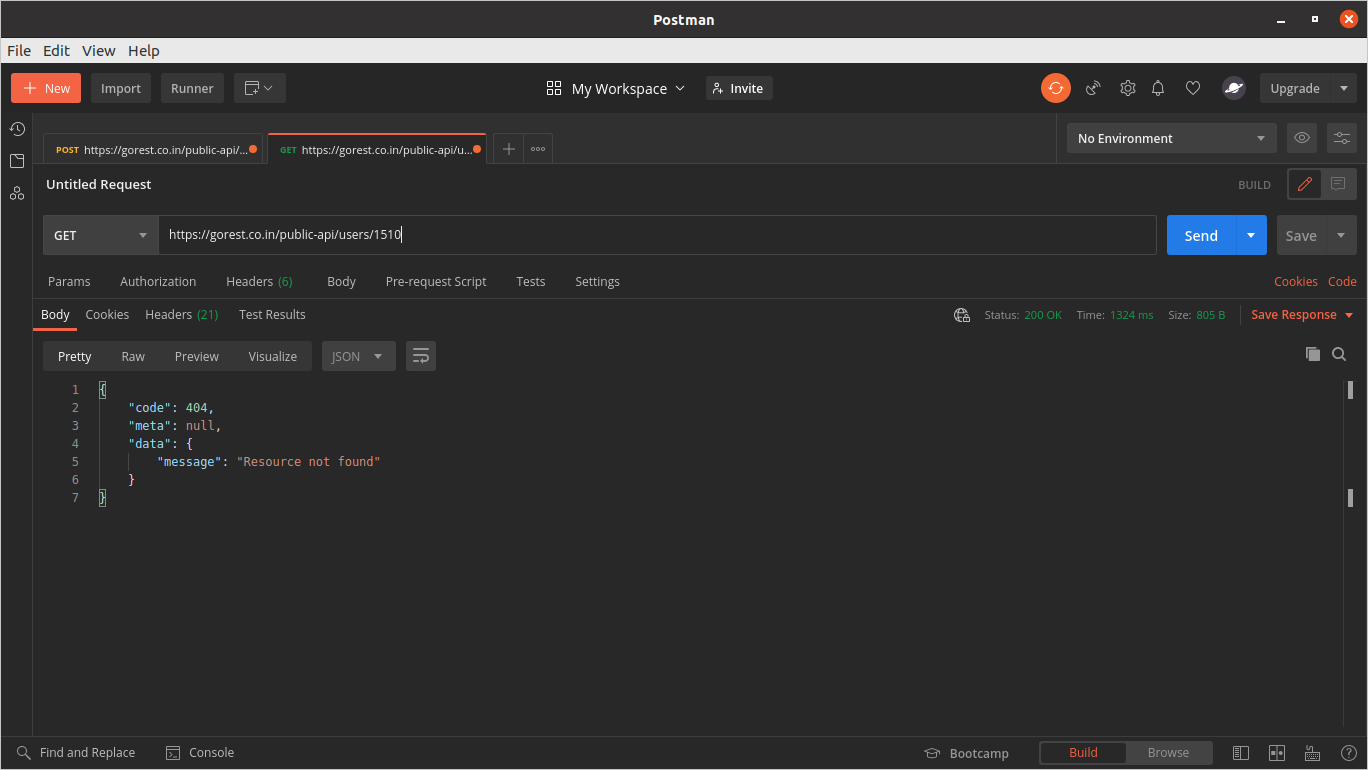 Postman
File Edit View Help
+ New Import Runner My Workspace Invite Upgrade
POST https://gorest.co.in/public-api/... GET https://gorest.co.in/public-api/u... No Environment
Untitled Request BUILD
GET https://gorest.co.in/public-api/users/1510 Send Save
Params Authorization Headers (6) Body Pre-request Script Tests Settings Cookies Code
Body Cookies Headers (21) Test Results Status: 200 OK Time: 1324 ms Size: 805 B Save Response
Pretty Raw Preview Visualize JSON
1 {
2 "code": 404,
3 "meta": null,
4 "data": {
5 "message": "Resource not found"
6 }
7 }
Find and Replace Console Bootcamp Build Browse